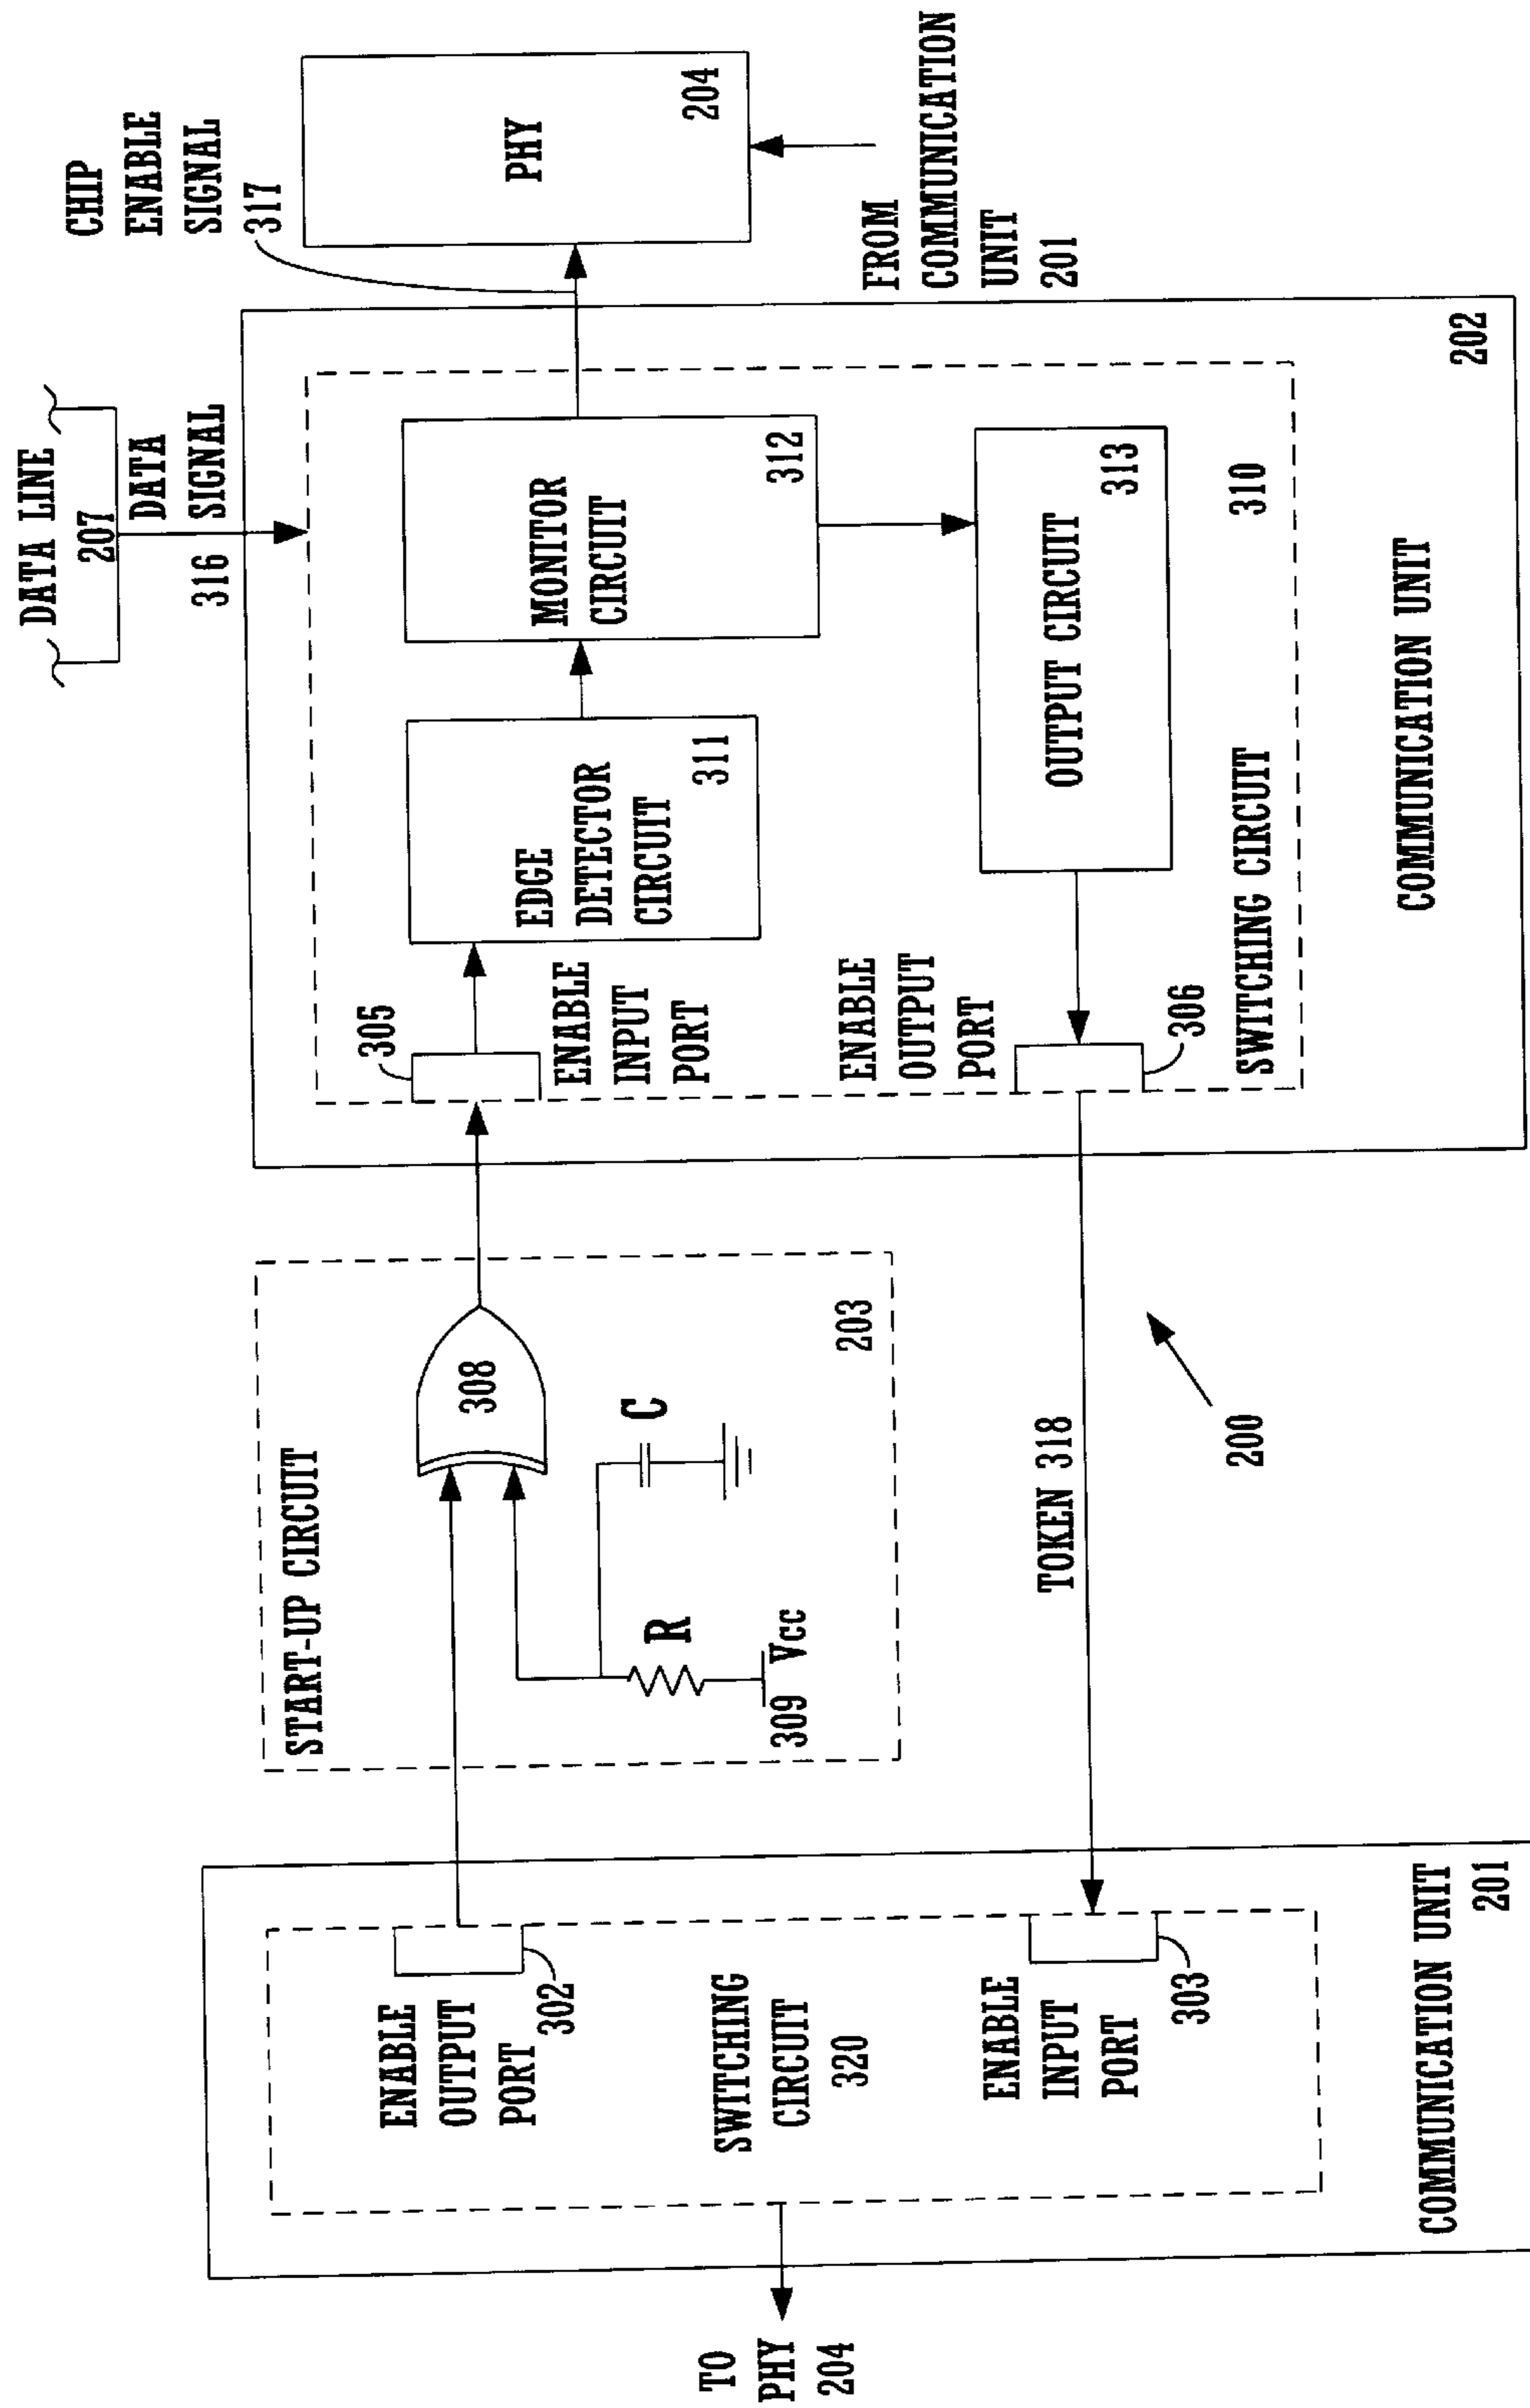 DATA LINE
207
DATA
SIGNAL
316
CHIP
ENABLE
SIGNAL
317
PHY
204
FROM
COMMUNICATION
UNIT
201
START-UP CIRCUIT
308
C
R
309 Vcc
203
305
ENABLE
INPUT
PORT
EDGE
DETECTOR
CIRCUIT
311
MONITOR
CIRCUIT
312
OUTPUT CIRCUIT
313
ENABLE
OUTPUT
PORT
306
SWITCHING CIRCUIT
310
COMMUNICATION UNIT
202
ENABLE
OUTPUT
PORT
302
SWITCHING
CIRCUIT
320
ENABLE
INPUT
PORT
303
COMMUNICATION UNIT
201
TO
PHY
204
TOKEN 318
200